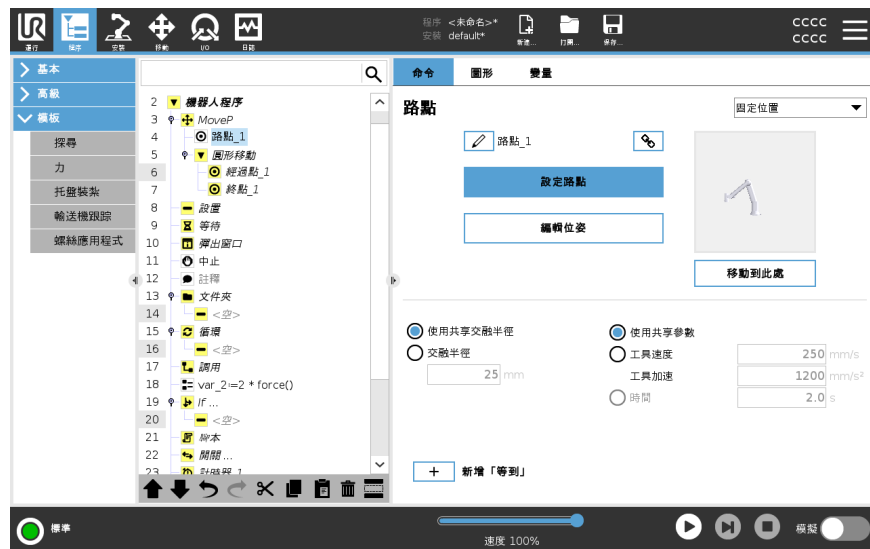 UR
運行
程序
安裝
移動
I/O
日誌
程序 <未命名>*
安裝 default*
新建...
打開...
保存...
CCCC
CCCC
基本
高級
模板
探尋
力
托盤裝紮
輸送機跟踪
螺絲應用程式
2 機器人程序
3 MoveP
4 路點_1
5 圓形移動
6 經過點_1
7 終點_1
8 設置
9 等待
10 彈出窗口
11 中止
12 註釋
13 文件夾
14 <空>
15 循環
16 <空>
17 調用
18 var_2:=2 * force()
19 If ...
20 <空>
21 腳本
22 開關...
23 計時器_1
命令 圖形 變量
路點
固定位置
路點_1
設定路點
編輯位姿
移動到此處
使用共享交融半徑
交融半徑
25 mm
使用共享參數
工具速度 250 mm/s
工具加速 1200 mm/s²
時間 2.0 s
+ 新增「等到」
標準
速度 100%
模擬